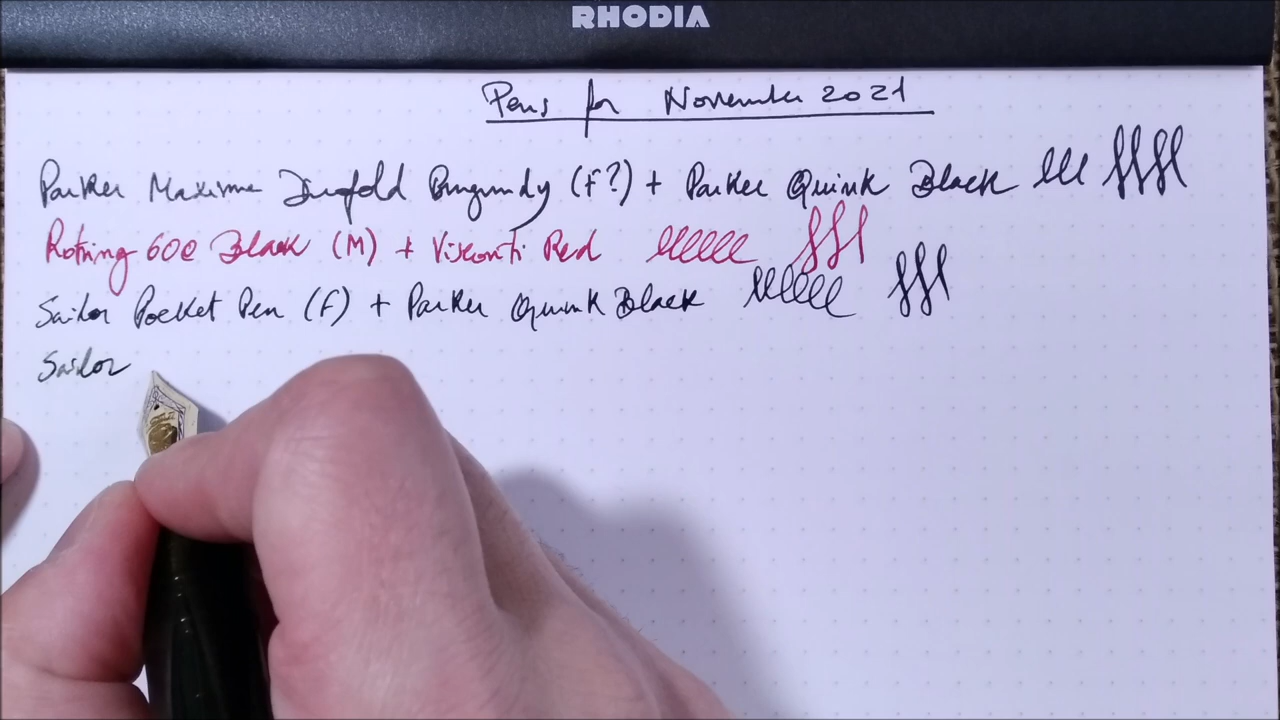 RHODIA
Pens for November 2021
Parker Maxima Duofold Burgundy (F?) + Parker Quink Black
Rotring 600 Black (M) + Visconti Red
Sailor Pocket Pen (F) + Parker Quink Black
Sailor